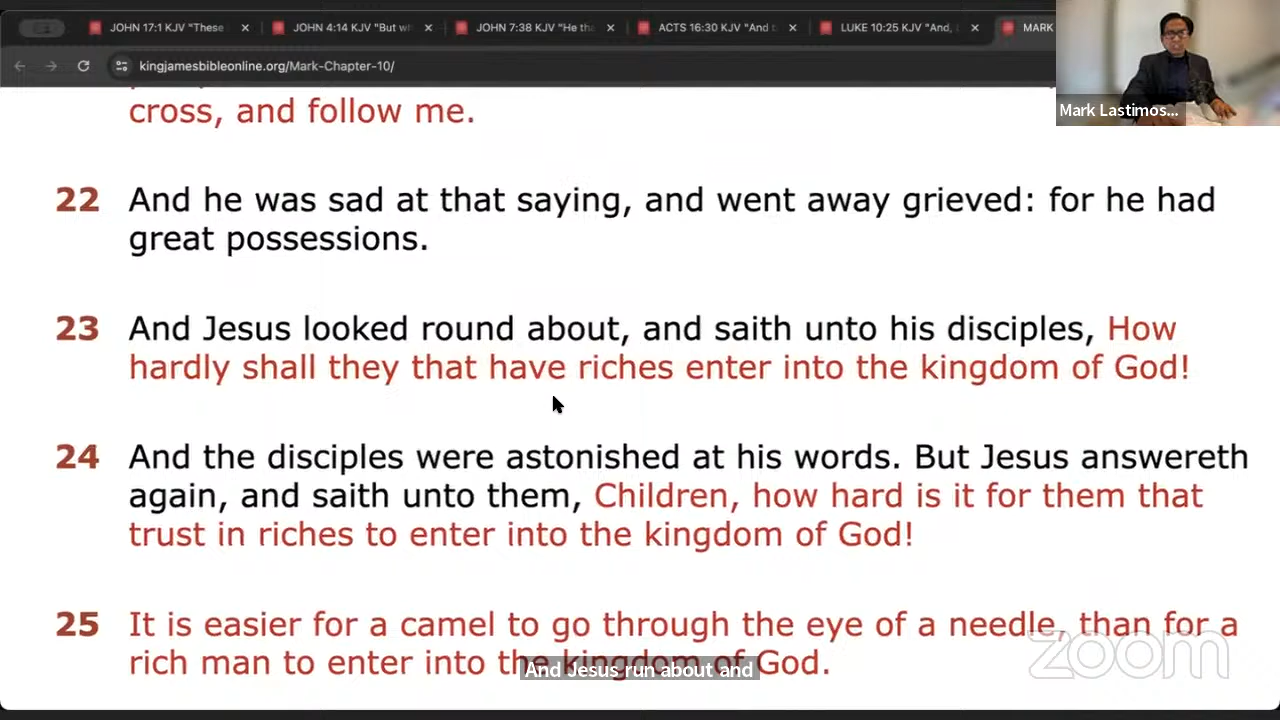 JOHN 17:1 KJV "These
JOHN 4:14 KJV "But wh
JOHN 7:38 KJV "He tha
ACTS 16:30 KJV "And t
LUKE 10:25 KJV "And,
MARK
kingjamesbibleonline.org/Mark-Chapter-10/
Mark Lastimos...
cross, and follow me.
22 And he was sad at that saying, and went away grieved: for he had
great possessions.
23 And Jesus looked round about, and saith unto his disciples, How
hardly shall they that have riches enter into the kingdom of God!
24 And the disciples were astonished at his words. But Jesus answereth
again, and saith unto them, Children, how hard is it for them that
trust in riches to enter into the kingdom of God!
25 It is easier for a camel to go through the eye of a needle, than for a
rich man to enter into the kingdom of God.
And Jesus run about and
zoom